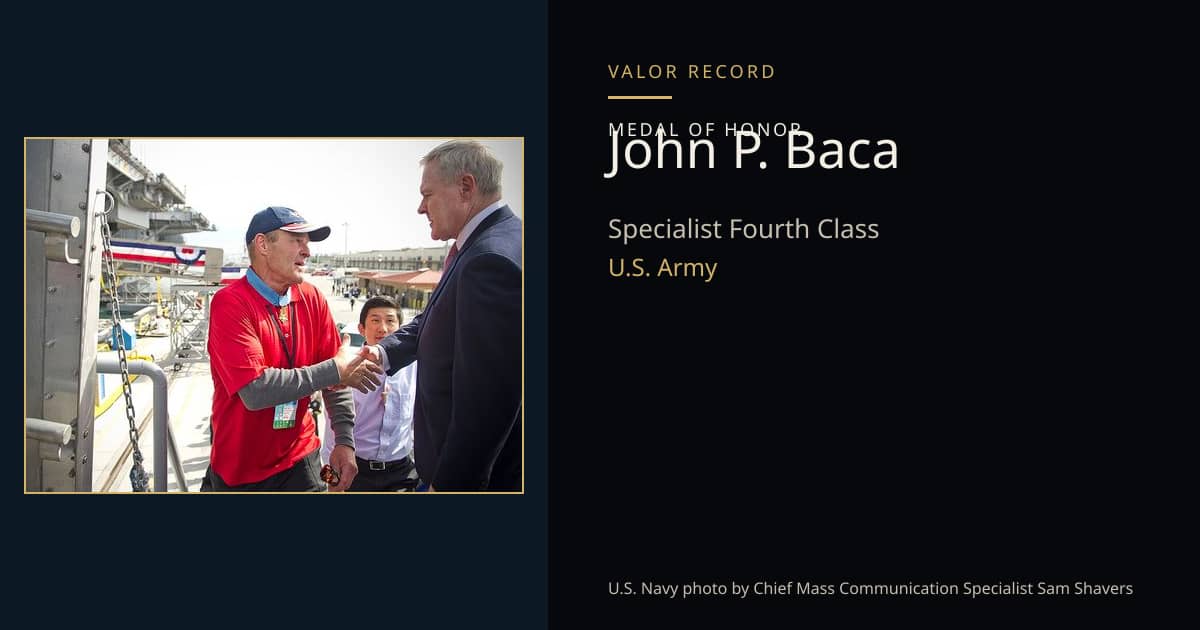 VALOR RECORD
MEDAL OF HONOR
John P. Baca
Specialist Fourth Class
U.S. Army
U.S. Navy photo by Chief Mass Communication Specialist Sam Shavers